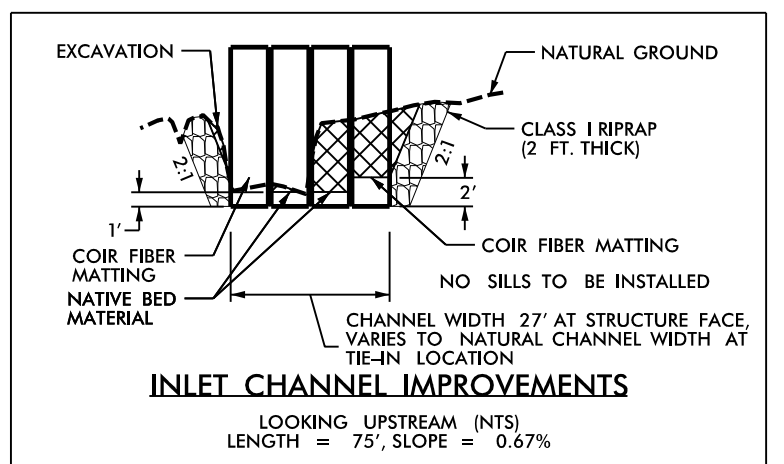 EXCAVATION
NATURAL GROUND
CLASS I RIPRAP
(2 FT. THICK)
2:1
2:1
1'
2'
COIR FIBER
MATTING
NATIVE BED
MATERIAL
COIR FIBER MATTING
NO SILLS TO BE INSTALLED
CHANNEL WIDTH 27' AT STRUCTURE FACE,
VARIES TO NATURAL CHANNEL WIDTH AT
TIE-IN LOCATION
INLET CHANNEL IMPROVEMENTS
LOOKING UPSTREAM (NTS)
LENGTH = 75', SLOPE = 0.67%